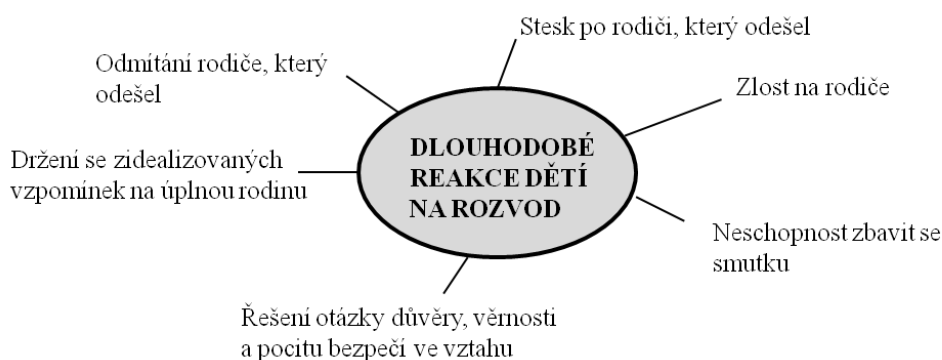 Stesk po rodiči, který odešel
Odmítání rodiče, který
odešel
Zlost na rodiče
DLOUHODOBÉ
REAKCE DĚTÍ
NA ROZVOD
Držení se zidealizovaných
vzpomínek na úplnou rodinu
Neschopnost zbavit se
smutku
Řešení otázky důvěry, věrnosti
a pocitu bezpečí ve vztahu